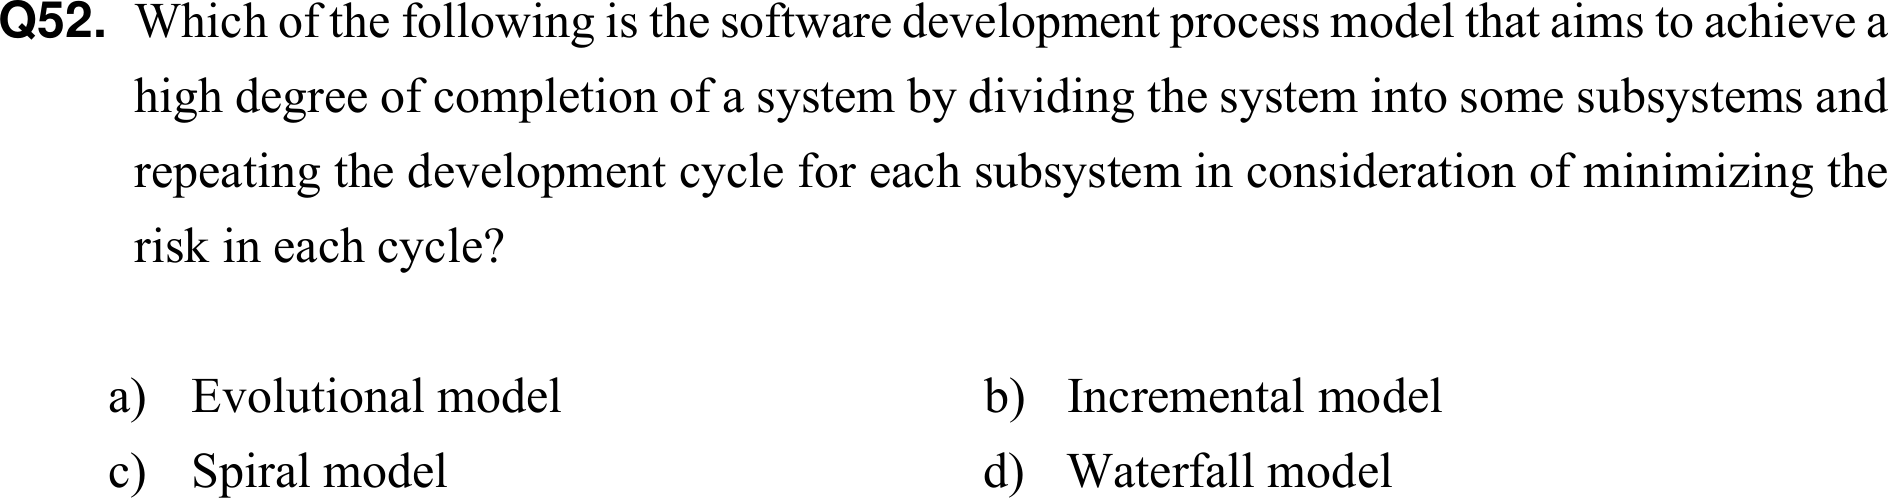 Q52. Which of the following is the software development process model that aims to achieve a
high degree of completion of a system by dividing the system into some subsystems and
repeating the development cycle for each subsystem in consideration of minimizing the
risk in each cycle?
a) Evolutional model b) Incremental model
c) Spiral model d) Waterfall model